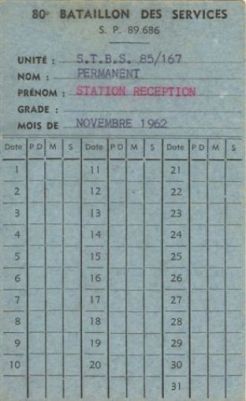 80e BATAILLON DES SERVICES
S. P. 89.686
UNITÉ : S.T.B.S. 85/167
NOM : PERMANENT
PRÉNOM : STATION RECEPTION
GRADE :
MOIS DE NOVEMBRE 1962
Date P D M S Date P D M S Date P D M S
1 11 21
2 12 22
3 13 23
4 14 24
5 15 25
6 16 26
7 17 27
8 18 28
9 19 29
10 20 30
31